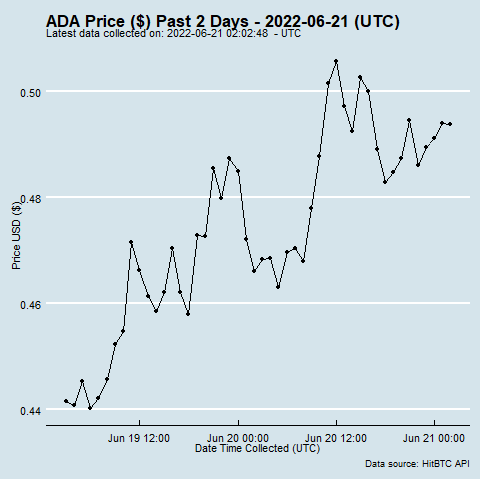 ADA Price ($) Past 2 Days - 2022-06-21 (UTC)
Latest data collected on: 2022-06-21 02:02:48 - UTC
Price USD ($)
0.50
0.48
0.46
0.44
Jun 19 12:00 Jun 20 00:00 Jun 20 12:00 Jun 21 00:00
Date Time Collected (UTC)
Data source: HitBTC API